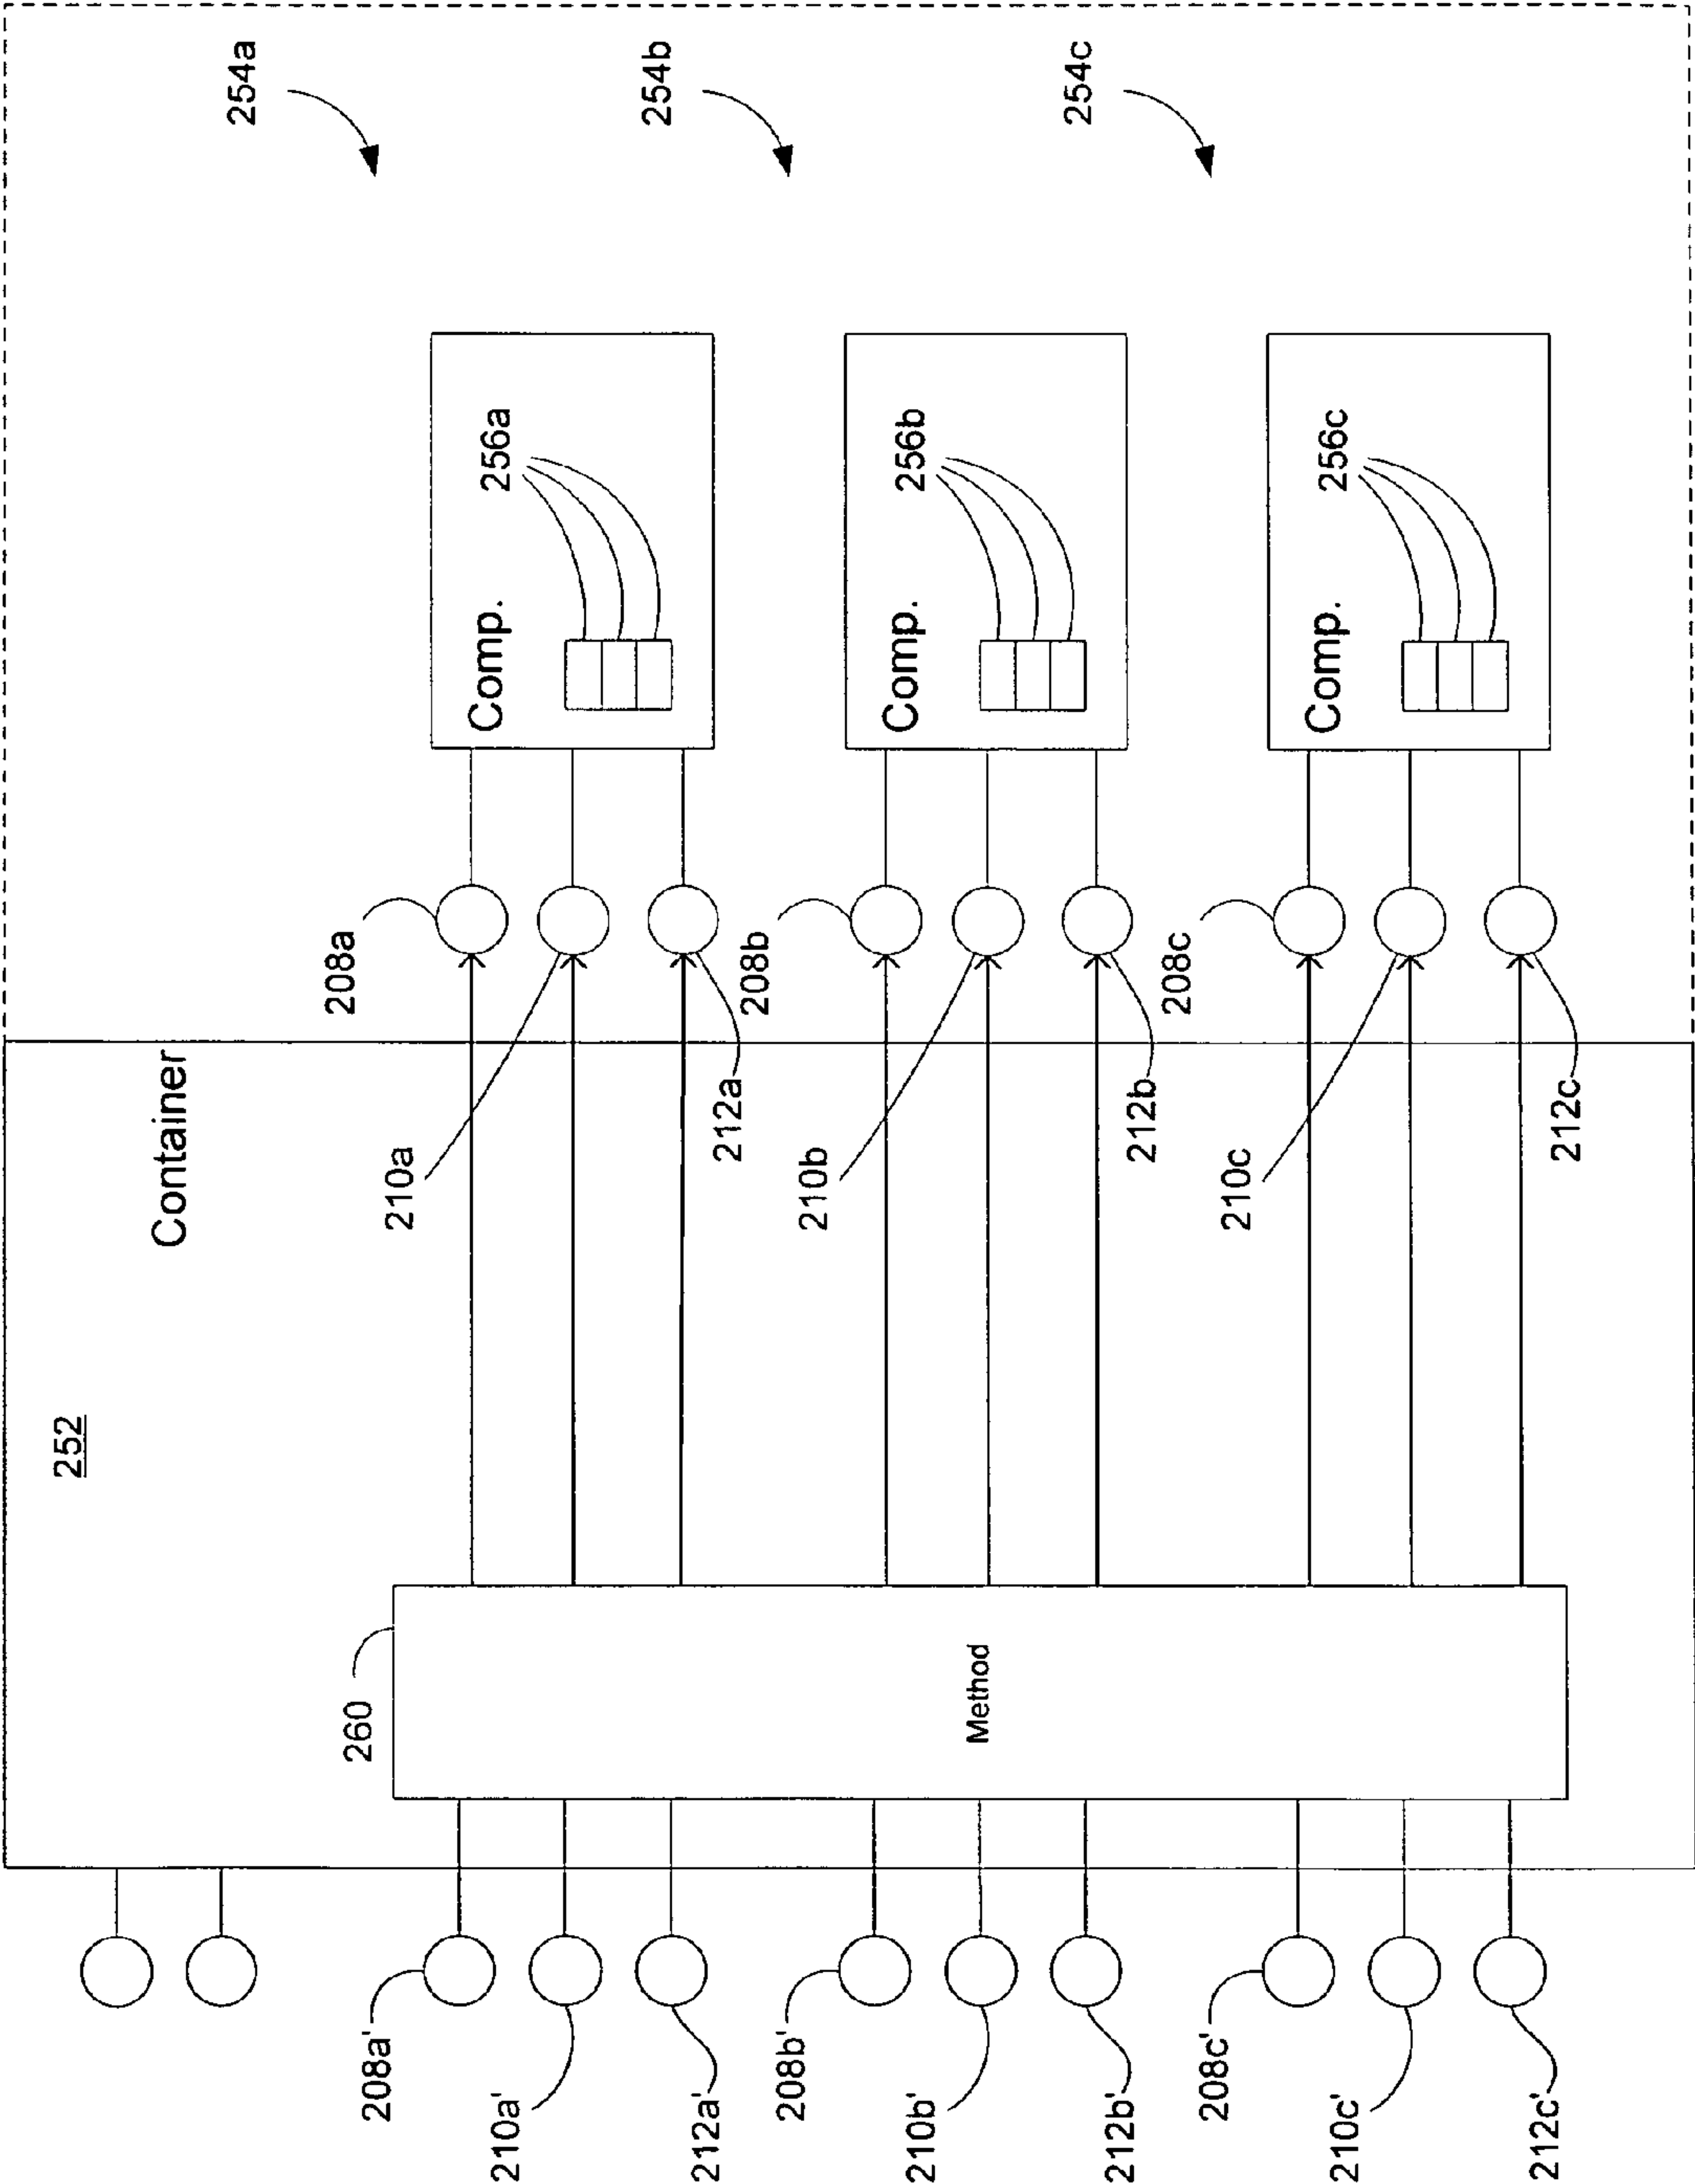 254a
254b
254c
256a
Comp.
256b
Comp.
256c
Comp.
208a
208b
208c
Container
210a
212a
210b
212b
210c
212c
252
260
Method
208a'
210a'
212a'
208b'
210b'
212b'
208c'
210c'
212c'